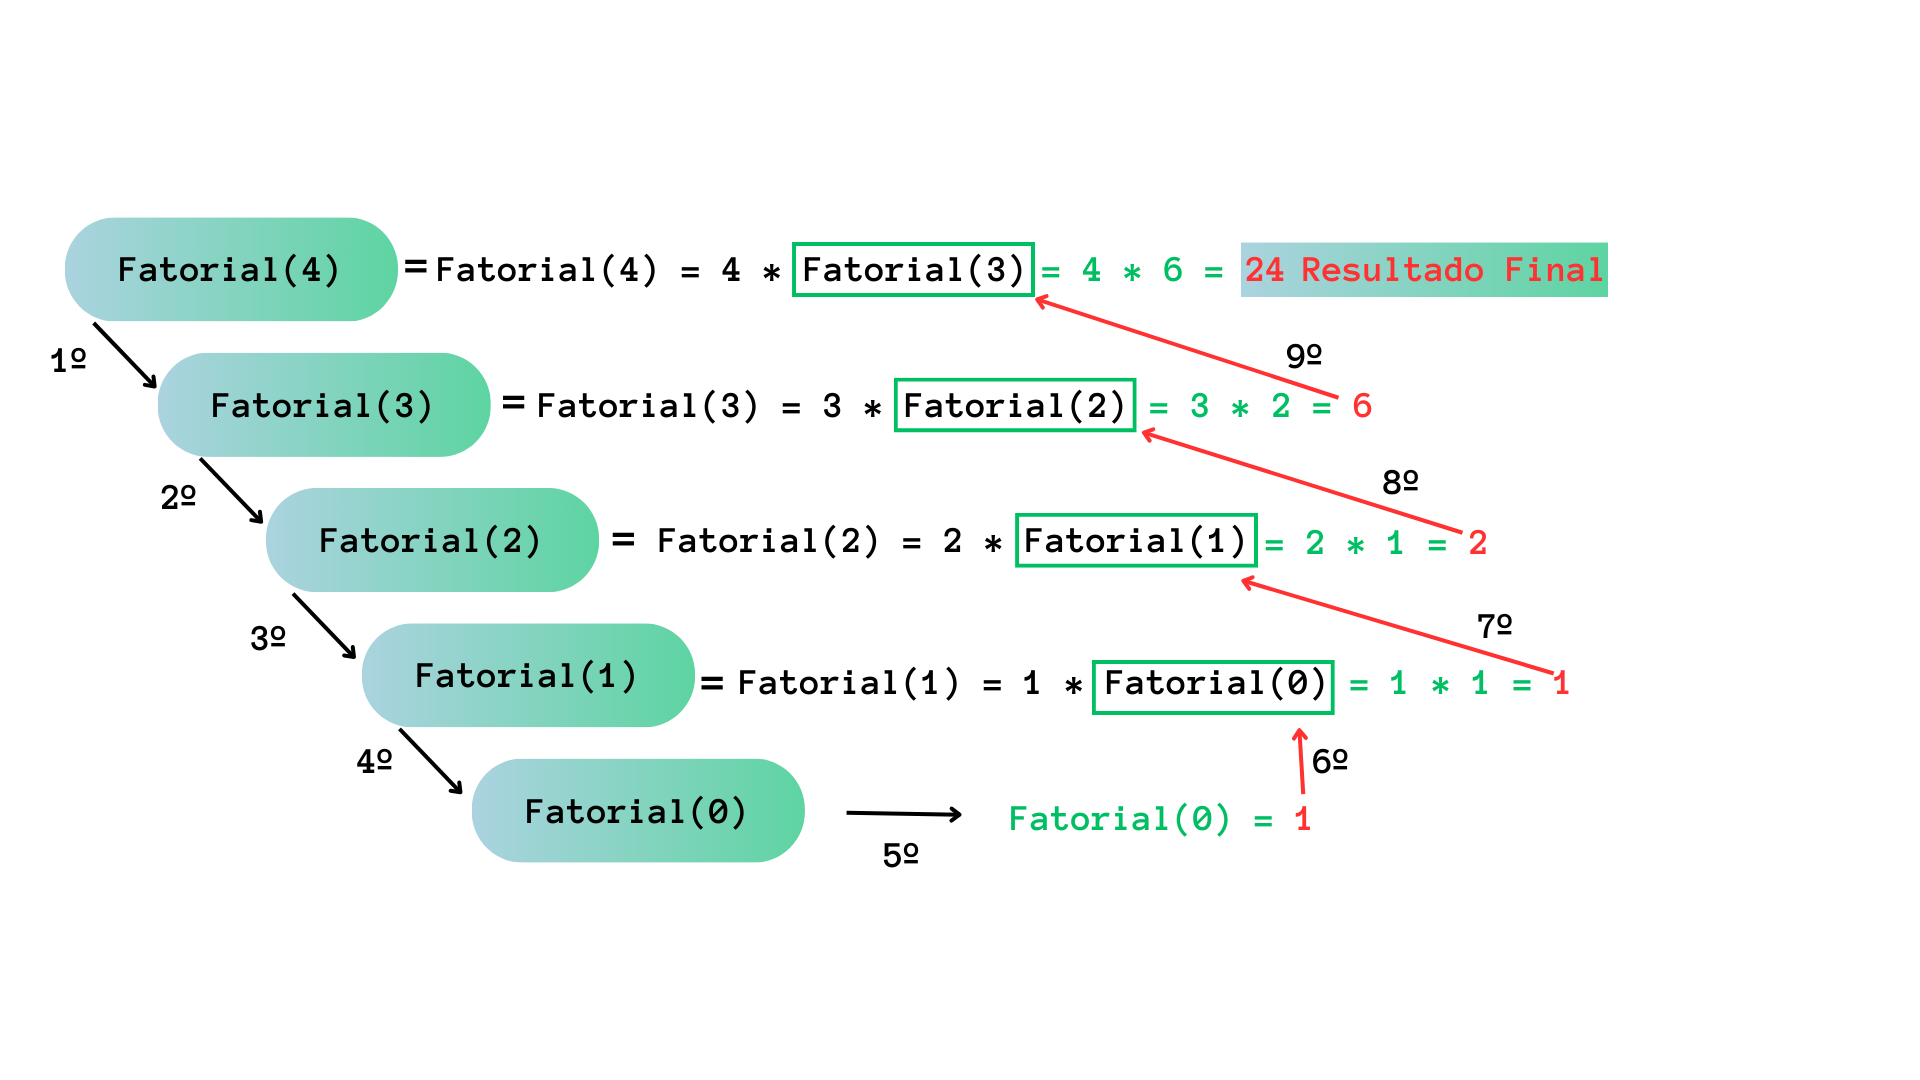 Fatorial(4) = Fatorial(4) = 4 * Fatorial(3) = 4 * 6 = 24 Resultado Final
1º
9º
Fatorial(3) = Fatorial(3) = 3 * Fatorial(2) = 3 * 2 = 6
2º
8º
Fatorial(2) = Fatorial(2) = 2 * Fatorial(1) = 2 * 1 = 2
3º
7º
Fatorial(1) = Fatorial(1) = 1 * Fatorial(0) = 1 * 1 = 1
4º
6º
Fatorial(0) Fatorial(0) = 1
5º